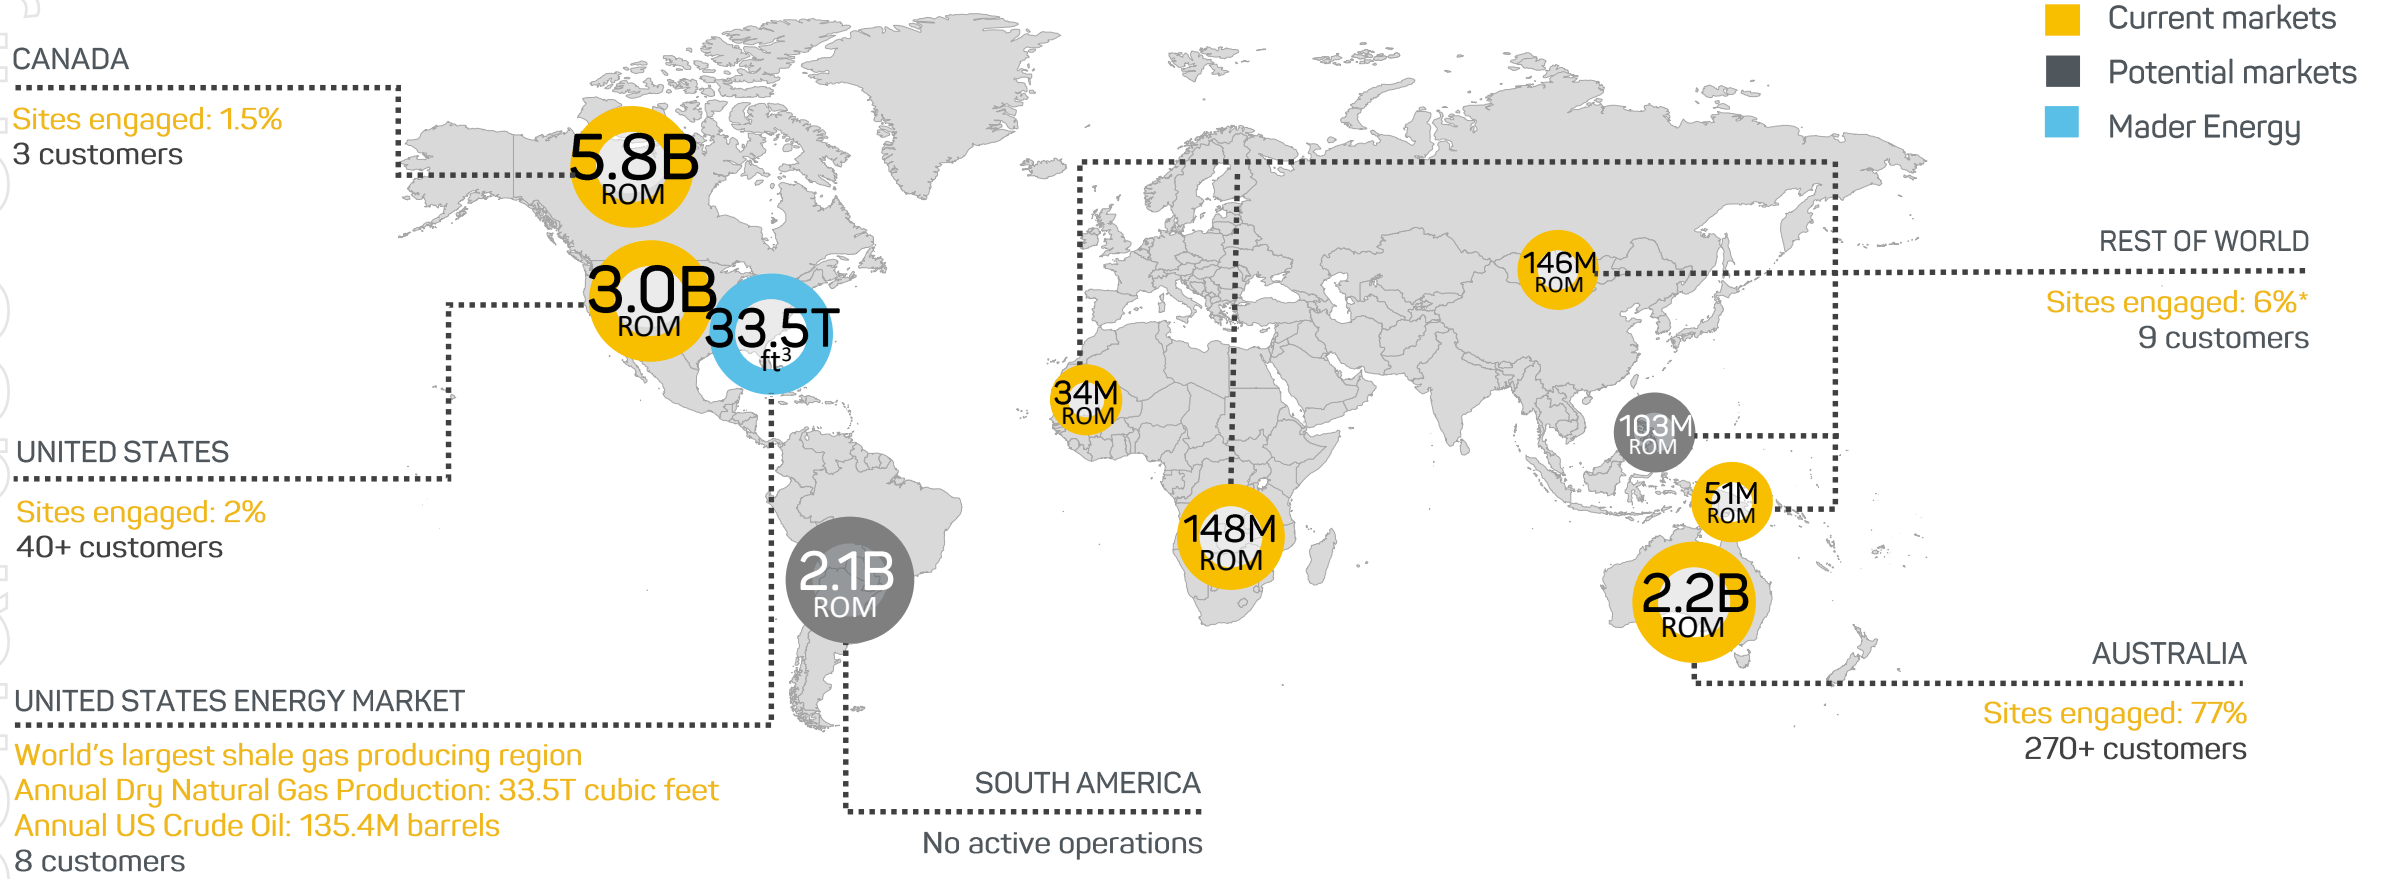 Current markets
Potential markets
Mader Energy
CANADA
Sites engaged: 1.5%
3 customers
5.8B
ROM
3.0B
ROM
33.5T
ft³
146M
ROM
REST OF WORLD
Sites engaged: 6%*
9 customers
34M
ROM
103M
ROM
UNITED STATES
Sites engaged: 2%
40+ customers
51M
ROM
148M
ROM
2.1B
ROM
2.2B
ROM
AUSTRALIA
Sites engaged: 77%
270+ customers
UNITED STATES ENERGY MARKET
World's largest shale gas producing region
Annual Dry Natural Gas Production: 33.5T cubic feet
Annual US Crude Oil: 135.4M barrels
8 customers
SOUTH AMERICA
No active operations